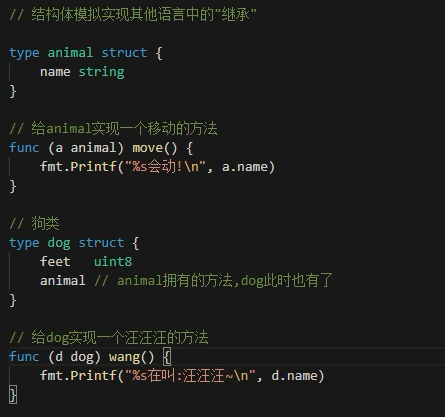 // 结构体模拟实现其他语言中的"继承"
type animal struct {
name string
}
// 给animal实现一个移动的方法
func (a animal) move() {
fmt.Printf("%s会动!\n", a.name)
}
// 狗类
type dog struct {
feet uint8
animal // animal拥有的方法,dog此时也有了
}
// 给dog实现一个汪汪汪的方法
func (d dog) wang() {
fmt.Printf("%s在叫:汪汪汪~\n", d.name)
}